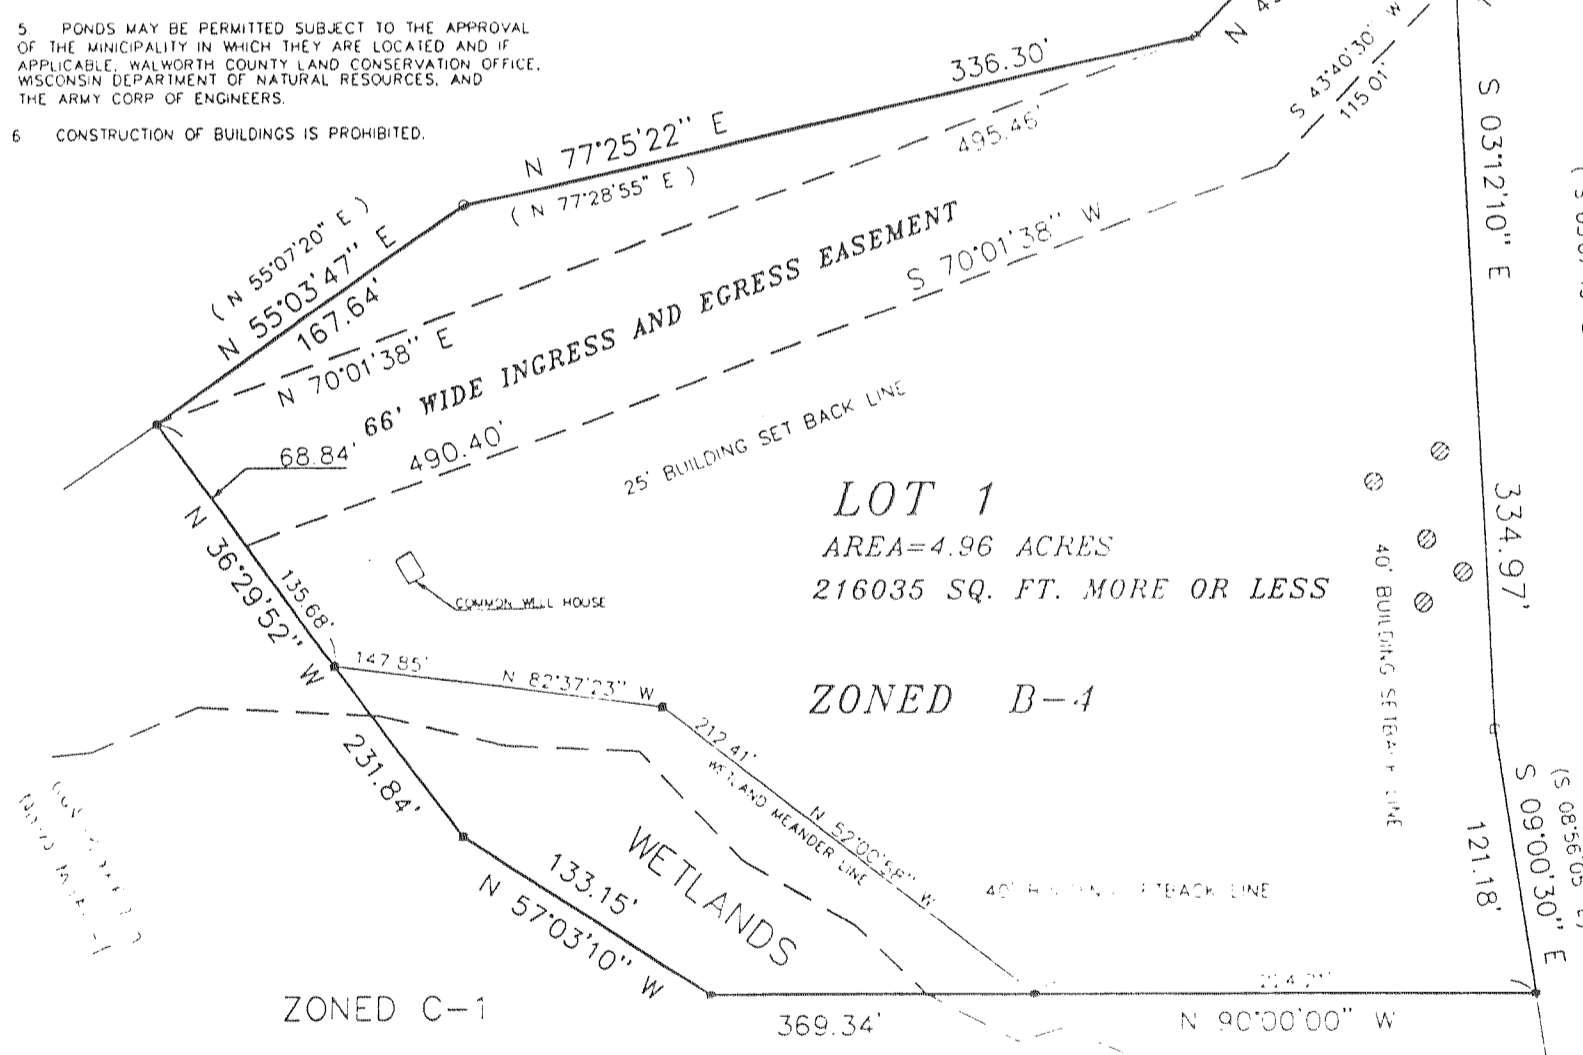 5. PONDS MAY BE PERMITTED SUBJECT TO THE APPROVAL
OF THE MINICIPALITY IN WHICH THEY ARE LOCATED AND IF
APPLICABLE, WALWORTH COUNTY LAND CONSERVATION OFFICE,
WISCONSIN DEPARTMENT OF NATURAL RESOURCES, AND
THE ARMY CORP OF ENGINEERS.
6 CONSTRUCTION OF BUILDINGS IS PROHIBITED.
336.30'
N 77°25'22" E
( N 77°28'55" E )
495.46'
S 43°40'30" W
115.01'
S 03°12'10" E
( N 55°07'20" E )
N 55°03'47" E
167.64'
N 70°01'38" E
66' WIDE INGRESS AND EGRESS EASEMENT
S 70°01'38" W
68.84'
490.40'
25' BUILDING SET BACK LINE
LOT 1
AREA=4.96 ACRES
216035 SQ. FT. MORE OR LESS
334.97'
40' BUILDING SETBACK LINE
N 36°29'52" W
135.68'
COMMON WELL HOUSE
147.85'
N 82°37'23" W
ZONED B-4
212.41'
WETLAND MEANDER LINE
N 52°00'58" W
231.84'
WETLANDS
133.15'
N 57°03'10" W
121.18'
S 09°00'30" E
(S 08°56'05" E)
40' BACK LINE
ZONED C-1
369.34'
N 90°00'00" W